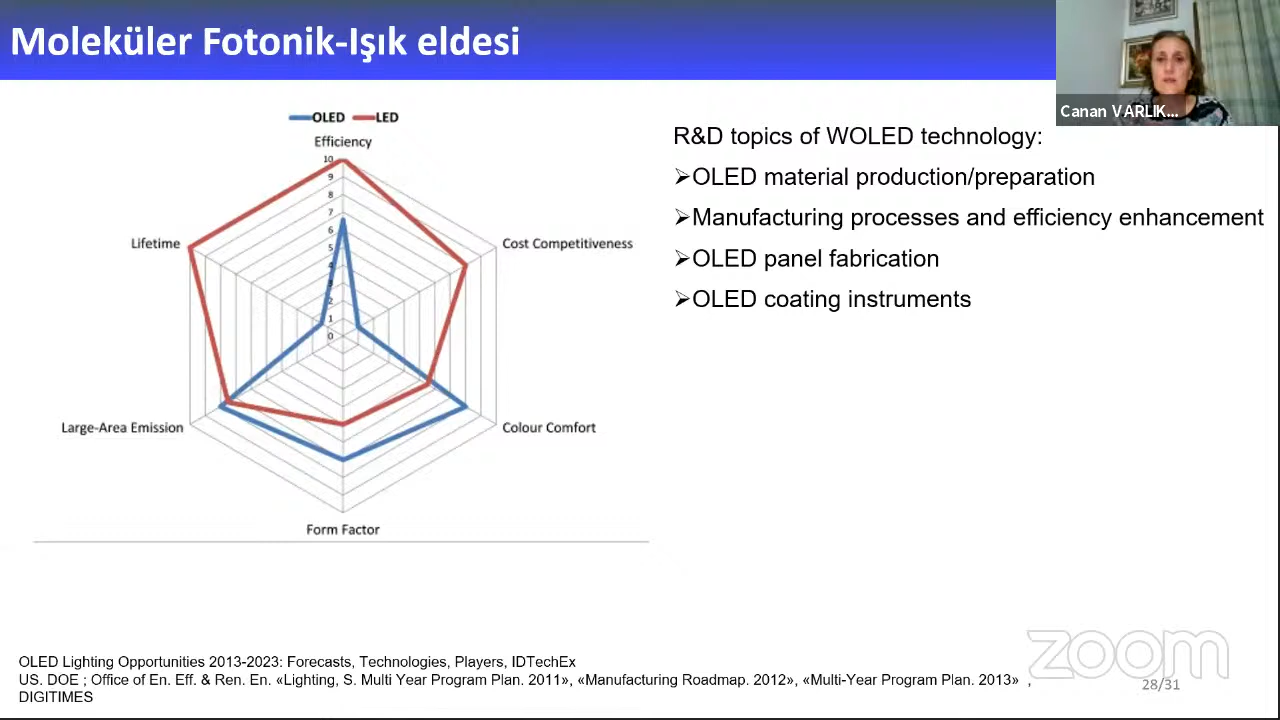 Moleküler Fotonik-Işık eldesi
Canan VARLIK...
OLED LED
Efficiency
10
9
8
7
6
5
4
3
2
1
0
Lifetime
Cost Competitiveness
Large-Area Emission
Colour Comfort
Form Factor
R&D topics of WOLED technology:
➢OLED material production/preparation
➢Manufacturing processes and efficiency enhancement
➢OLED panel fabrication
➢OLED coating instruments
OLED Lighting Opportunities 2013-2023: Forecasts, Technologies, Players, IDTechEx
US. DOE ; Office of En. Eff. & Ren. En. «Lighting, S. Multi Year Program Plan. 2011», «Manufacturing Roadmap. 2012», «Multi-Year Program Plan. 2013» ,
DIGITIMES
zoom
28/31